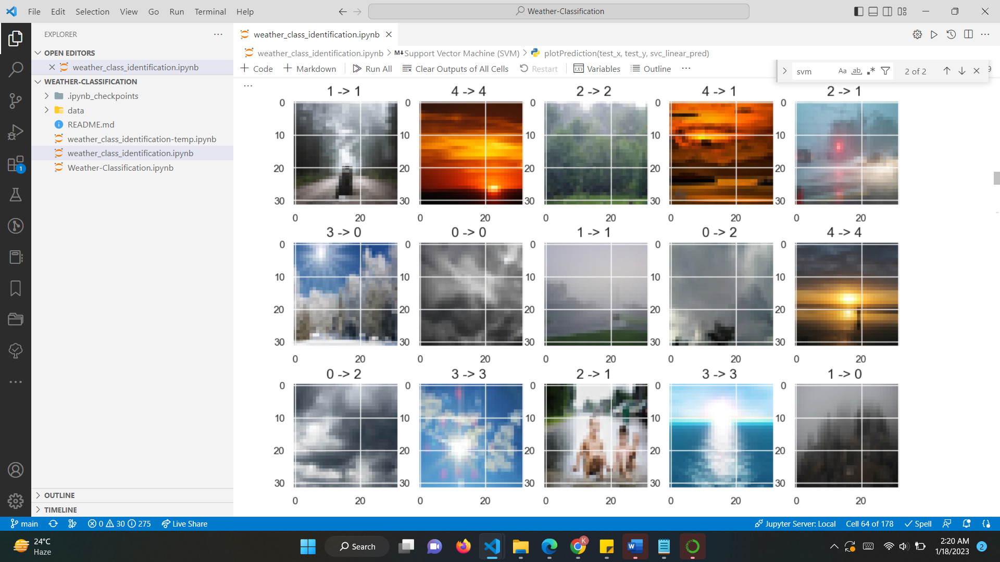 File Edit Selection View Go Run Terminal Help
Weather-Classification
EXPLORER
OPEN EDITORS
weather_class_identification.ipynb
WEATHER-CLASSIFICATION
.ipynb_checkpoints
data
README.md
weather_class_identification-temp.ipynb
weather_class_identification.ipynb
Weather-Classification.ipynb
OUTLINE
TIMELINE
1
weather_class_identification.ipynb
weather_class_identification.ipynb > M↓ Support Vector Machine (SVM) > plotPrediction(test_x, test_y, svc_linear_pred)
+ Code + Markdown Run All Clear Outputs of All Cells Restart Variables Outline ...
svm Aa ab 2 of 2
9
1 -> 1 4 -> 4 2 -> 2 4 -> 1 2 -> 1
0 0 0 0 0
10 10 10 10 10
20 20 20 20 20
30 30 30 30 30
0 20 0 20 0 20 0 20 0 20
3 -> 0 0 -> 0 1 -> 1 0 -> 2 4 -> 4
0 0 0 0 0
10 10 10 10 10
20 20 20 20 20
30 30 30 30 30
0 20 0 20 0 20 0 20 0 20
0 -> 2 3 -> 3 2 -> 1 3 -> 3 1 -> 0
0 0 0 0 0
10 10 10 10 10
20 20 20 20 20
30 30 30 30 30
0 20 0 20 0 20 0 20 0 20
main 0 30 275 Live Share Jupyter Server: Local Cell 64 of 178 Spell
24°C
Haze
Search
K
2:20 AM
1/18/2023
2